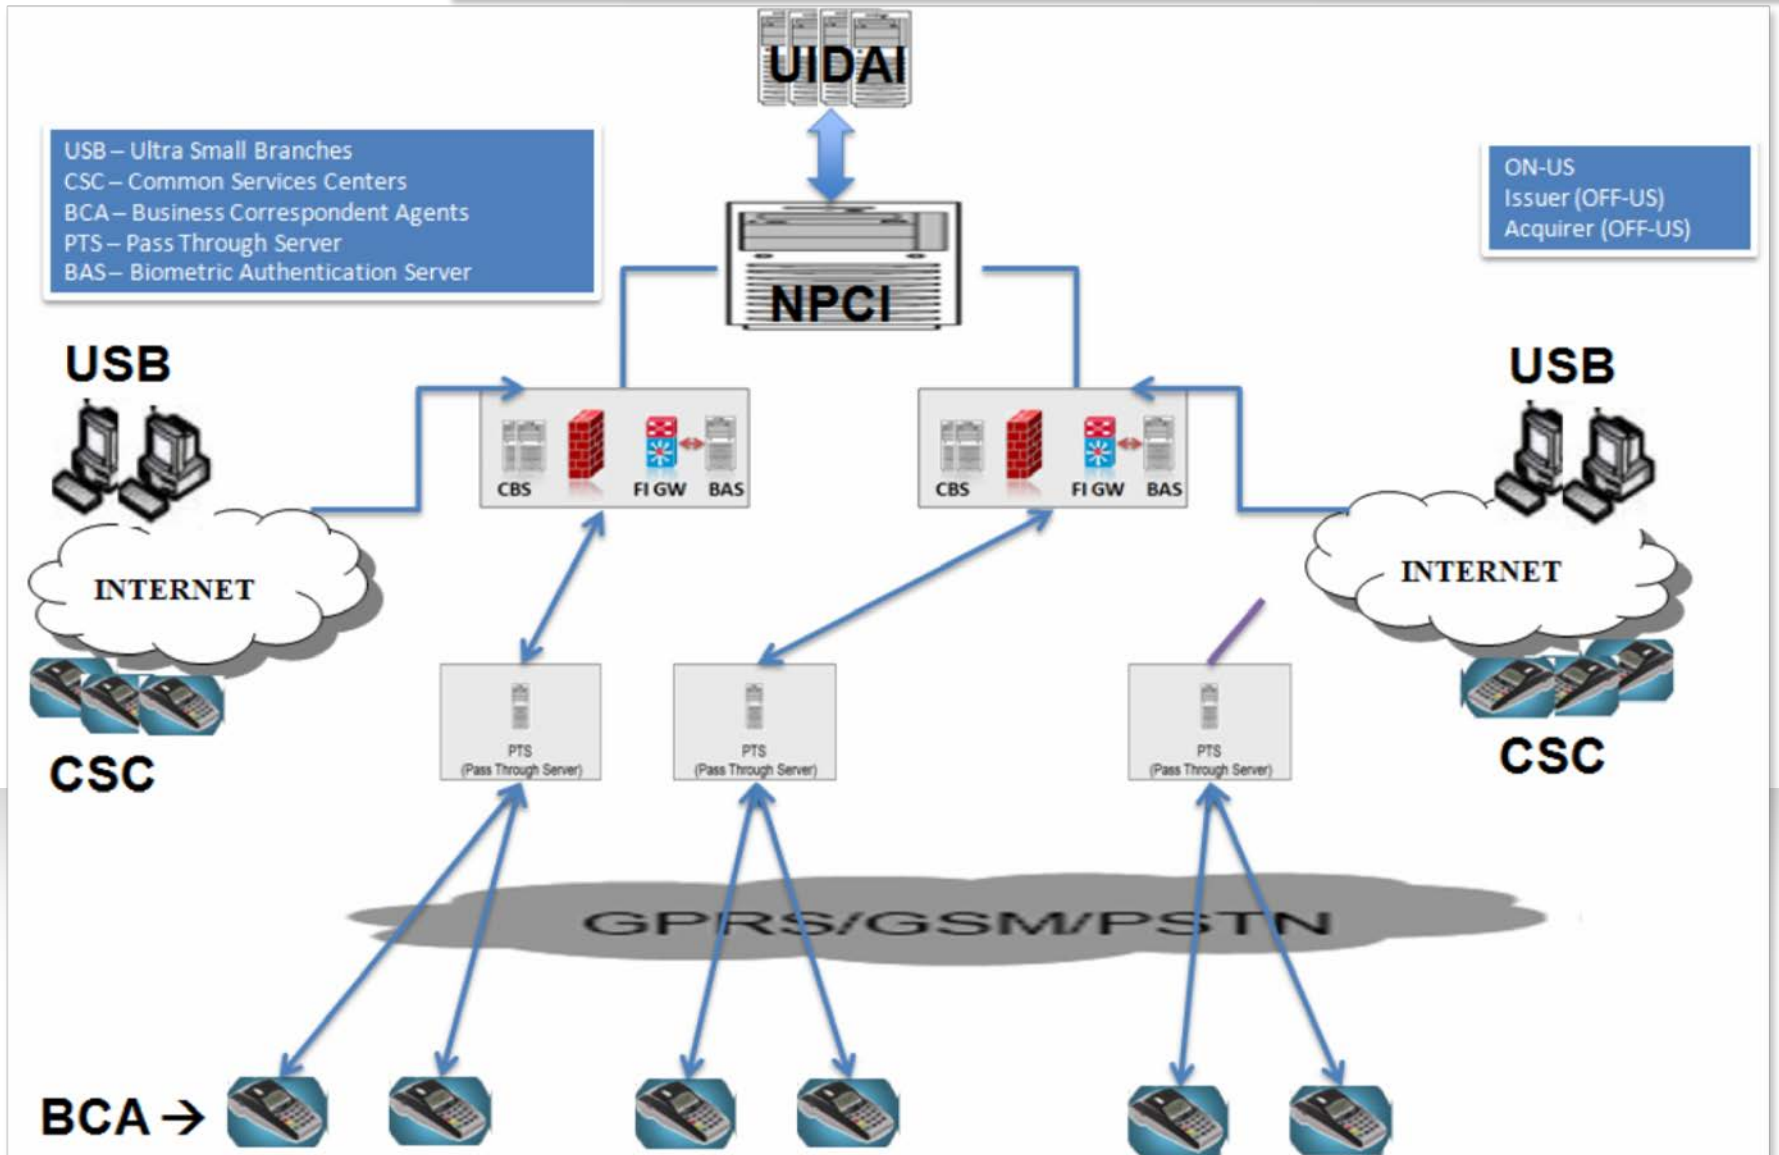 UIDAI
USB – Ultra Small Branches
CSC – Common Services Centers
BCA – Business Correspondent Agents
PTS – Pass Through Server
BAS – Biometric Authentication Server
ON-US
Issuer (OFF-US)
Acquirer (OFF-US)
NPCI
USB
USB
CBS
FI GW
BAS
CBS
FI GW
BAS
INTERNET
INTERNET
CSC
CSC
PTS
(Pass Through Server)
PTS
(Pass Through Server)
PTS
(Pass Through Server)
GPRS/GSM/PSTN
BCA →